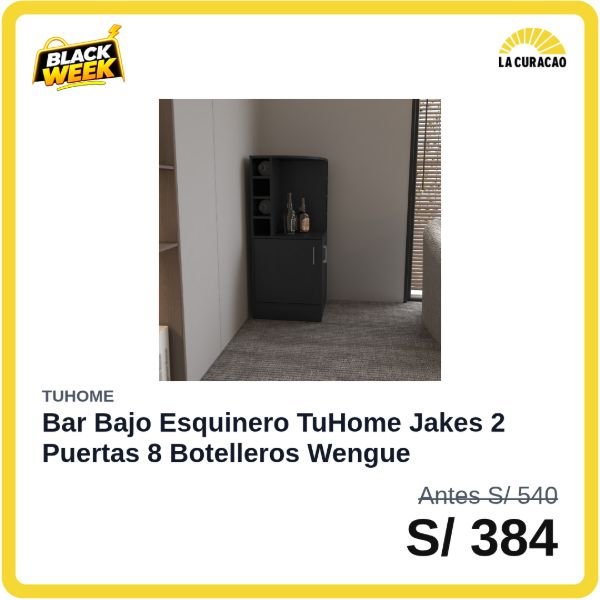 BLACK
WEEK
LA CURACAO
TUHOME
Bar Bajo Esquinero TuHome Jakes 2
Puertas 8 Botelleros Wengue
Antes S/ 540
S/ 384